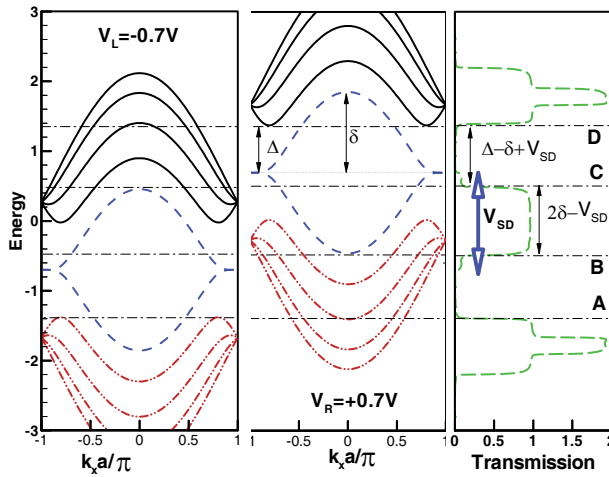 V_L=-0.7V
Energy
3
2
1
0
-1
-2
-3
-1 -0.5 0 0.5 1
k_x a/π
Δ
δ
V_R=+0.7V
1 -0.5 0 0.5 1
k_x a/π
D
Δ−δ+V_SD
C
V_SD
2δ−V_SD
B
A
0 0.5 1 1.5 2
Transmission